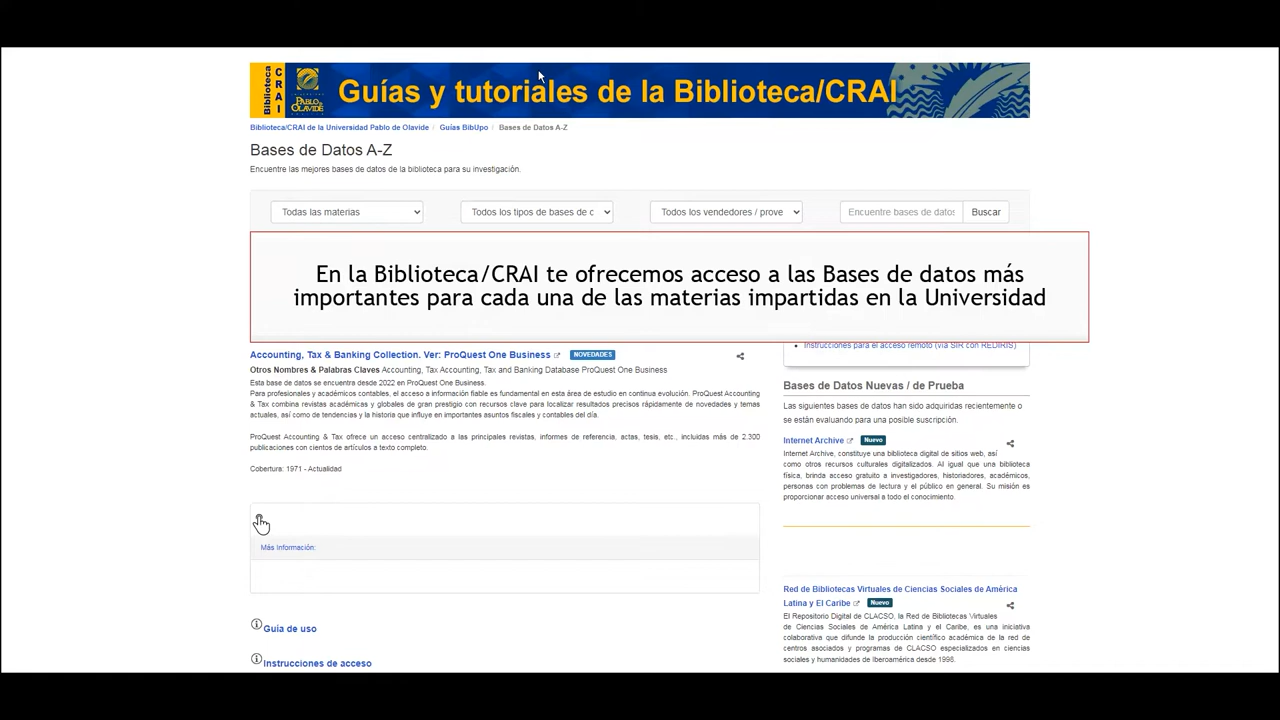 Biblioteca
CRAI
UNIVERSIDAD
PABLO DE
OLAVIDE
Guías y tutoriales de la Biblioteca/CRAI
Biblioteca/CRAI de la Universidad Pablo de Olavide / Guías BibUpo / Bases de Datos A-Z
Bases de Datos A-Z
Encuentre las mejores bases de datos de la biblioteca para su investigación.
Todas las materias
Todos los tipos de bases de c
Todos los vendedores / prove
Encuentre bases de datos
Buscar
En la Biblioteca/CRAI te ofrecemos acceso a las Bases de datos más
importantes para cada una de las materias impartidas en la Universidad
Accounting, Tax & Banking Collection. Ver: ProQuest One Business NOVEDADES
Otros Nombres & Palabras Claves Accounting, Tax Accounting, Tax and Banking Database ProQuest One Business
Esta base de datos se encuentra desde 2022 en ProQuest One Business.
Para profesionales y académicos contables, el acceso a información fiable es fundamental en esta área de estudio en continua evolución. ProQuest Accounting
& Tax combina revistas académicas y globales de gran prestigio con recursos clave para localizar resultados precisos rápidamente de novedades y temas
actuales, así como de tendencias y la historia que influye en importantes asuntos fiscales y contables del día.
ProQuest Accounting & Tax ofrece un acceso centralizado a las principales revistas, informes de referencia, actas, tesis, etc., incluidas más de 2.300
publicaciones con cientos de artículos a texto completo.
Cobertura: 1971 - Actualidad
Más Información:
Guía de uso
Instrucciones de acceso
Instrucciones para el acceso remoto (vía SIR con REDIRIS)
Bases de Datos Nuevas / de Prueba
Las siguientes bases de datos han sido adquiridas recientemente o
se están evaluando para una posible suscripción.
Internet Archive Nuevo
Internet Archive, constituye una biblioteca digital de sitios web, así
como otros recursos culturales digitalizados. Al igual que una biblioteca
física, brinda acceso gratuito a investigadores, historiadores, académicos,
personas con problemas de lectura y el público en general. Su misión es
proporcionar acceso universal a todo el conocimiento.
Red de Bibliotecas Virtuales de Ciencias Sociales de América
Latina y El Caribe Nuevo
El Repositorio Digital de CLACSO, la Red de Bibliotecas Virtuales
de Ciencias Sociales de América Latina y el Caribe, es una iniciativa
colaborativa que difunde la producción científico académica de la red de
centros asociados y programas de CLACSO especializados en ciencias
sociales y humanidades de Iberoamérica desde 1998.